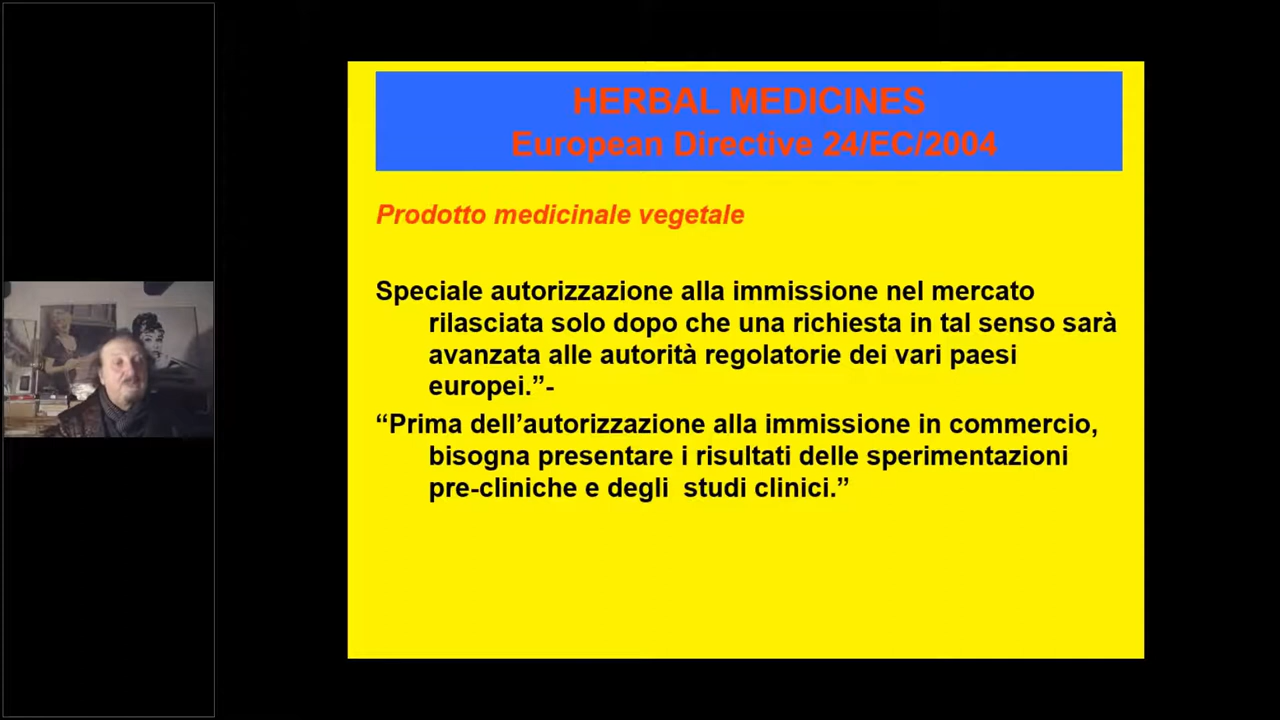 HERBAL MEDICINES
European Directive 24/EC/2004
Prodotto medicinale vegetale
Speciale autorizzazione alla immissione nel mercato
rilasciata solo dopo che una richiesta in tal senso sarà
avanzata alle autorità regolatorie dei vari paesi
europei.”-
“Prima dell’autorizzazione alla immissione in commercio,
bisogna presentare i risultati delle sperimentazioni
pre-cliniche e degli  studi clinici.”